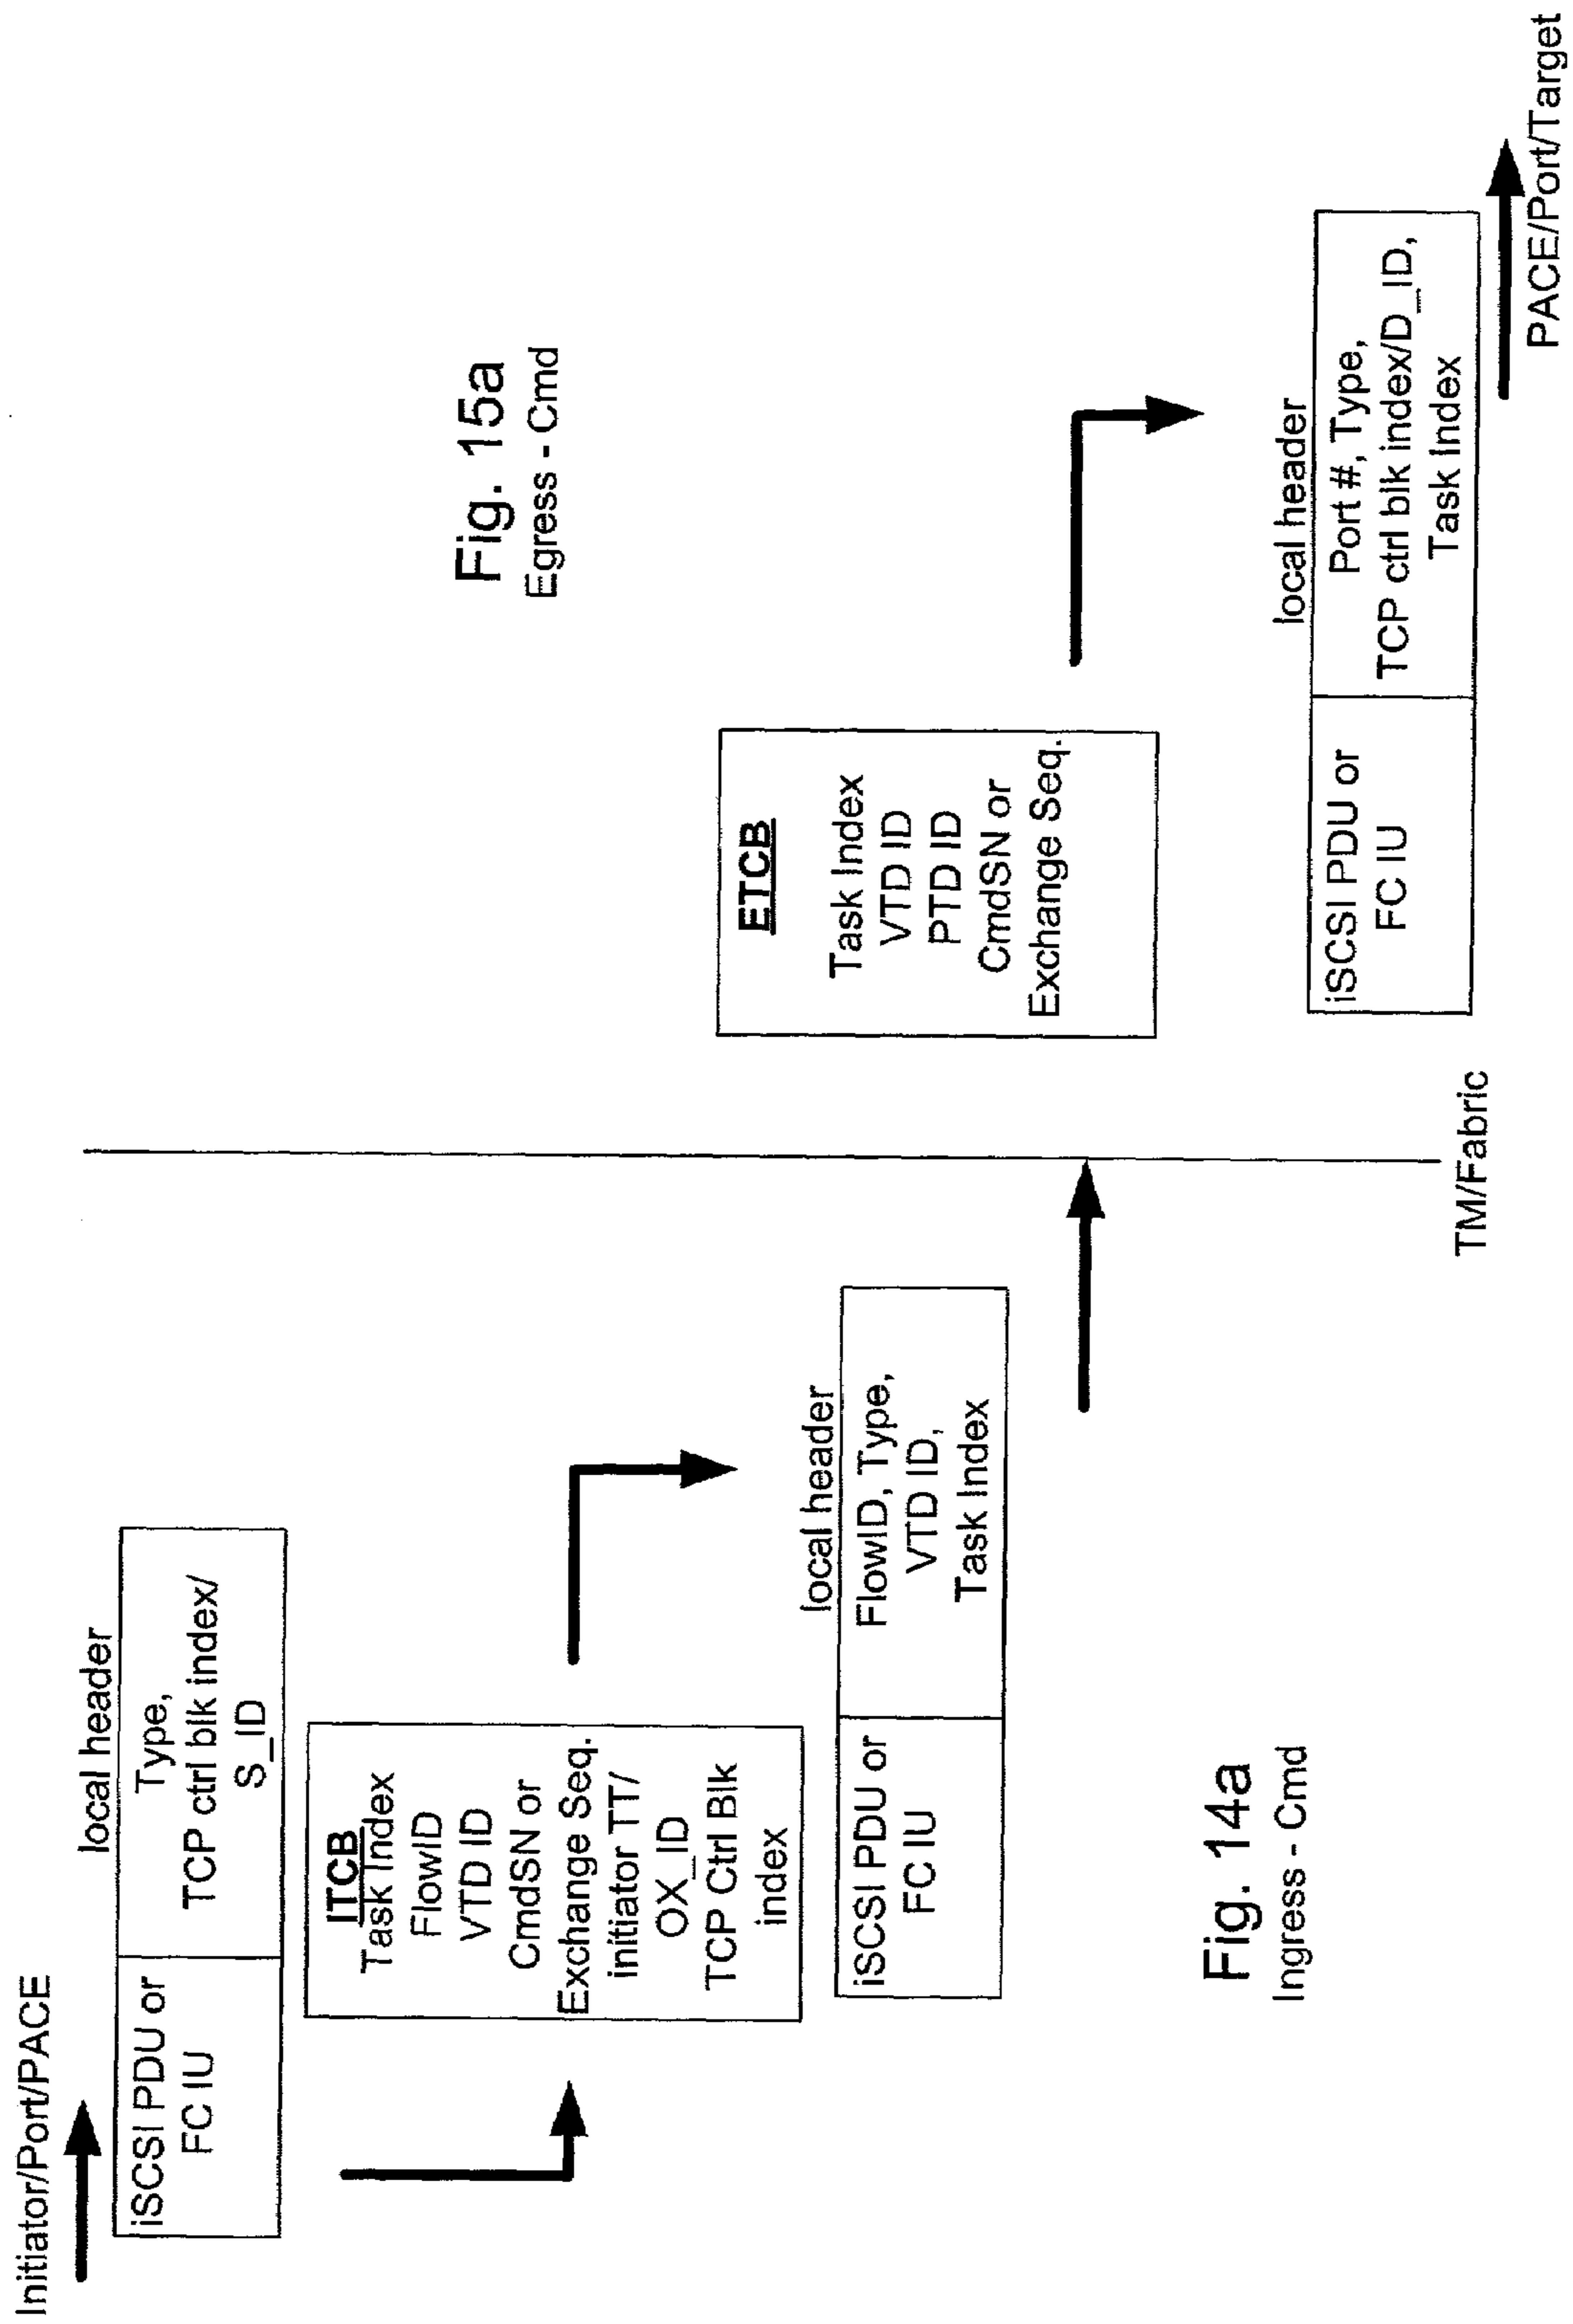 Initiator/Port/PACE
local header
iSCSI PDU or
FC IU
Type,
TCP ctrl blk index/
S_ID
ITCB
Task Index
FlowID
VTD ID
CmdSN or
Exchange Seq.
initiator TT/
OX_ID
TCP Ctrl Blk
index
local header
iSCSI PDU or
FC IU
FlowID, Type,
VTD ID,
Task Index
Fig. 14a
Ingress - Cmd
TM/Fabric
Fig. 15a
Egress - Cmd
ETCB
Task Index
VTD ID
PTD ID
CmdSN or
Exchange Seq.
local header
iSCSI PDU or
FC IU
Port #, Type,
TCP ctrl blk index/D_ID,
Task Index
PACE/Port/Target